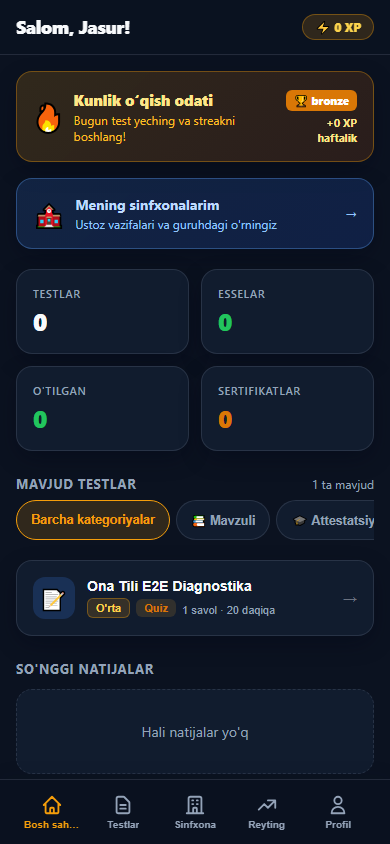 Salom, Jasur!
0 XP
Kunlik oʻqish odati
Bugun test yeching va streakni
boshlang!
bronze
+0 XP
haftalik
Mening sinfxonalarim
Ustoz vazifalari va guruhdagi o'rningiz
→
TESTLAR
0
ESSELAR
0
O'TILGAN
0
SERTIFIKATLAR
0
MAVJUD TESTLAR
1 ta mavjud
Barcha kategoriyalar
Mavzuli
Attestatsiy
Ona Tili E2E Diagnostika
O'rta
Quiz
1 savol · 20 daqiqa
→
SO'NGGI NATIJALAR
Hali natijalar yo'q
Bosh sah...
Testlar
Sinfxona
Reyting
Profil